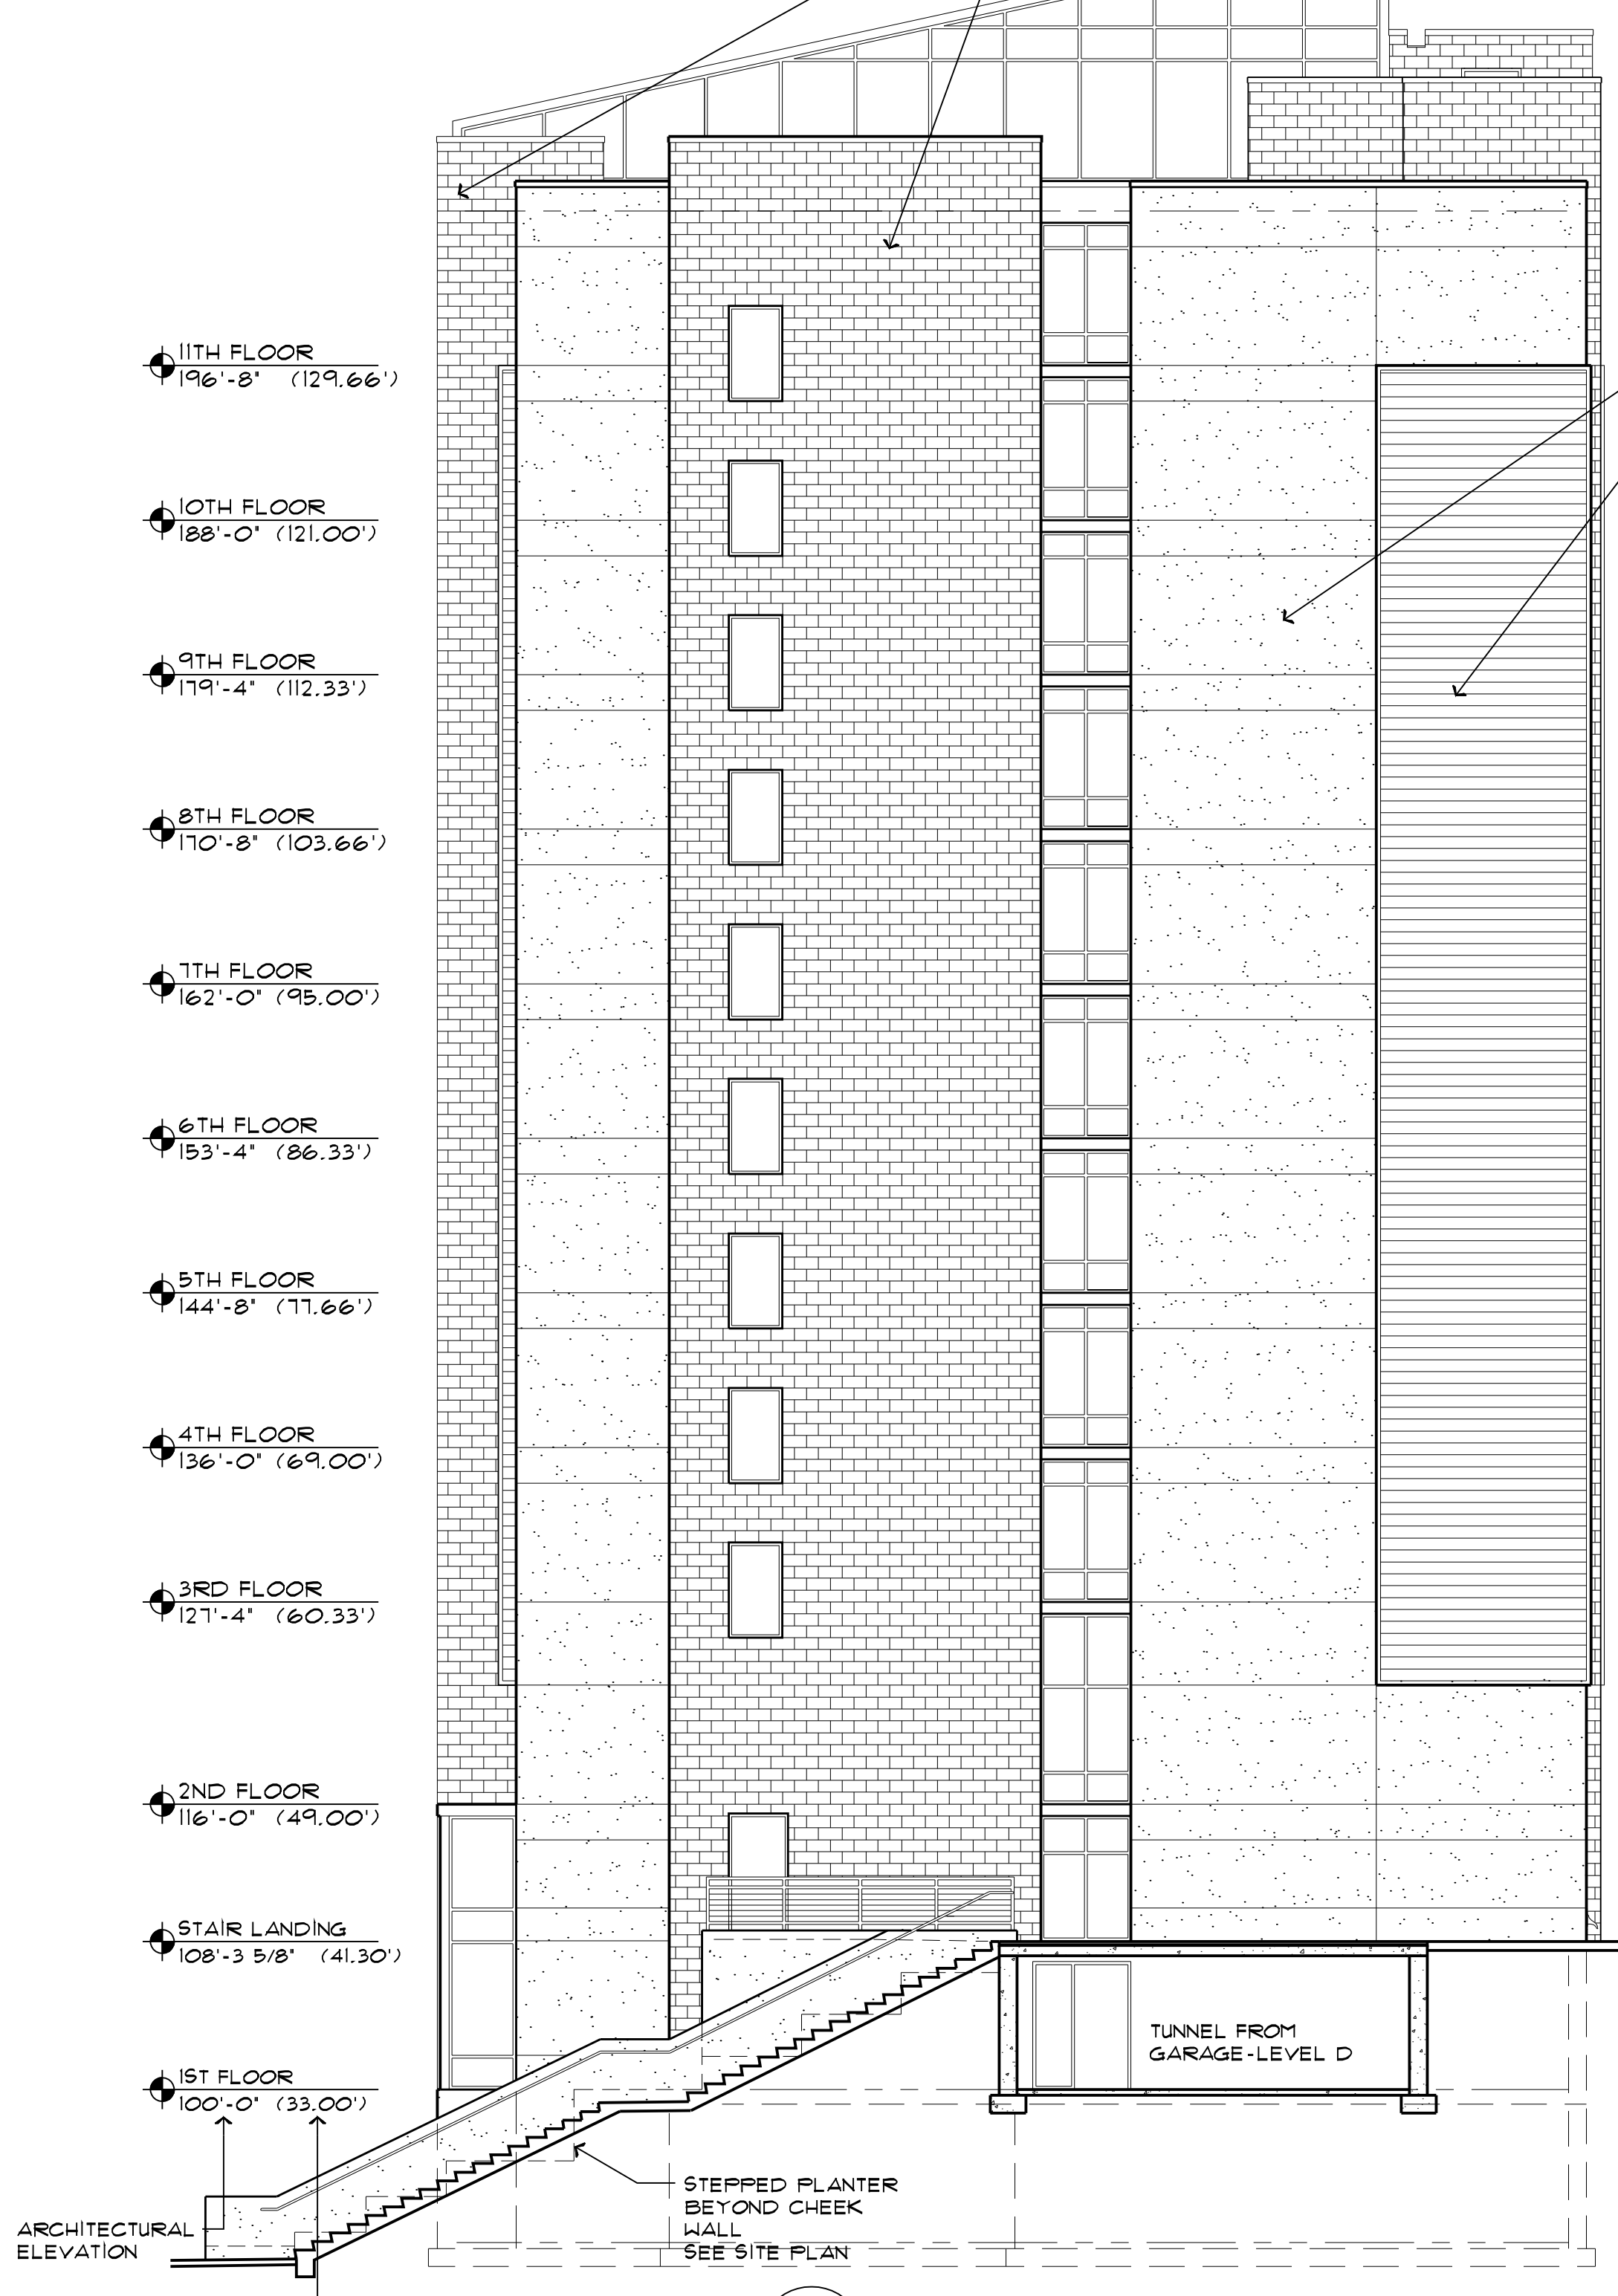 11TH FLOOR
196'-8" (129.66')
10TH FLOOR
188'-0" (121.00')
9TH FLOOR
179'-4" (112.33')
8TH FLOOR
170'-8" (103.66')
7TH FLOOR
162'-0" (95.00')
6TH FLOOR
153'-4" (86.33')
5TH FLOOR
144'-8" (77.66')
4TH FLOOR
136'-0" (69.00')
3RD FLOOR
127'-4" (60.33')
2ND FLOOR
116'-0" (49.00')
STAIR LANDING
108'-3 5/8" (41.30')
1ST FLOOR
100'-0" (33.00')
TUNNEL FROM
GARAGE-LEVEL D
STEPPED PLANTER
BEYOND CHEEK
WALL
SEE SITE PLAN
ARCHITECTURAL
ELEVATION